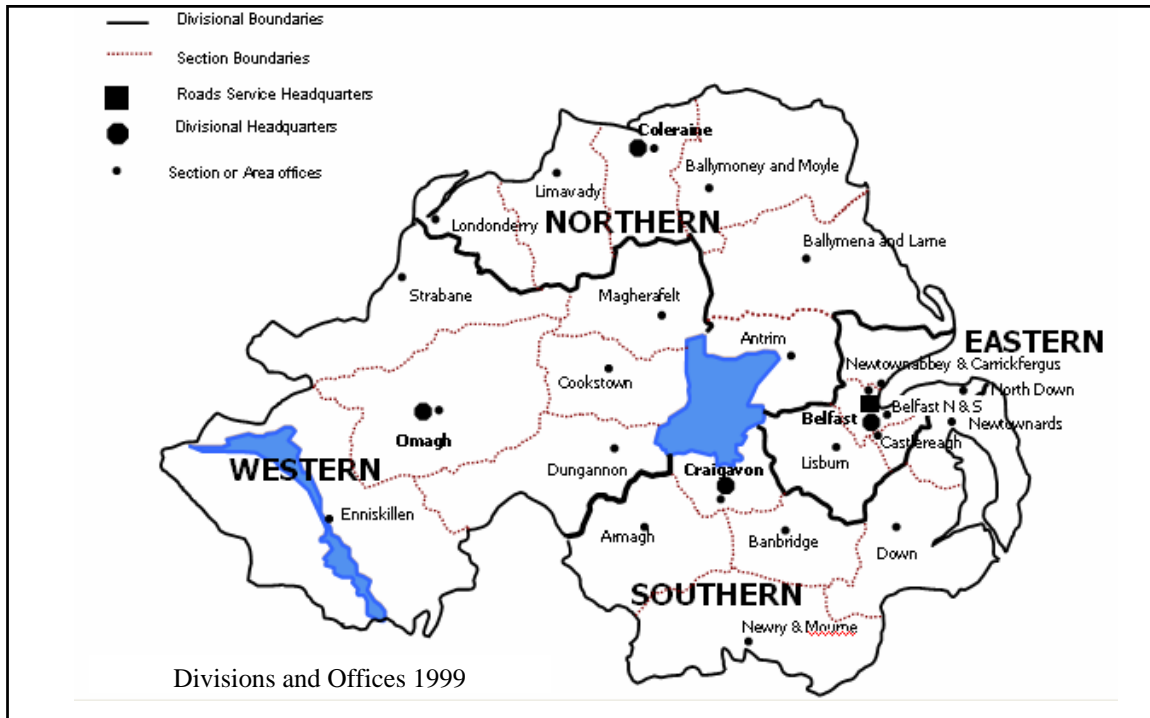 Divisional Boundaries
Section Boundaries
Roads Service Headquarters
Divisional Headquarters
Section or Area offices
Coleraine
Ballymoney and Moyle
Limavady
Londonderry
NORTHERN
Ballymena and Larne
Strabane
Magherafelt
Antrim
EASTERN
Newtownabbey & Carrickfergus
Cookstown
North Down
Belfast N & S
Belfast
Newtownards
Omagh
Castlereagh
Lisburn
WESTERN
Dungannon
Craigavon
Enniskillen
Armagh
Banbridge
Down
SOUTHERN
Newry & Mourne
Divisions and Offices 1999